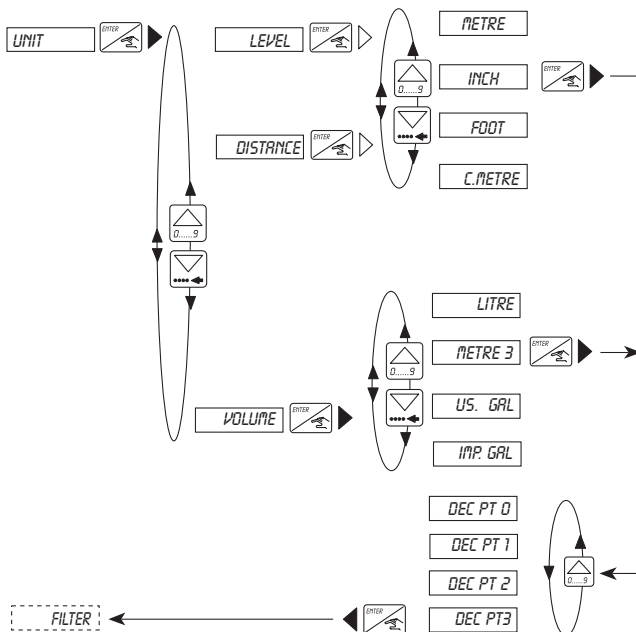 UNIT
ENTER
LEVEL
ENTER
METRE
INCH
ENTER
0......9
FOOT
DISTANCE
ENTER
C.METRE
0......9
LITRE
METRE 3
ENTER
0......9
US. GAL
VOLUME
ENTER
IMP. GAL
DEC PT 0
DEC PT 1
0......9
DEC PT 2
DEC PT3
ENTER
FILTER